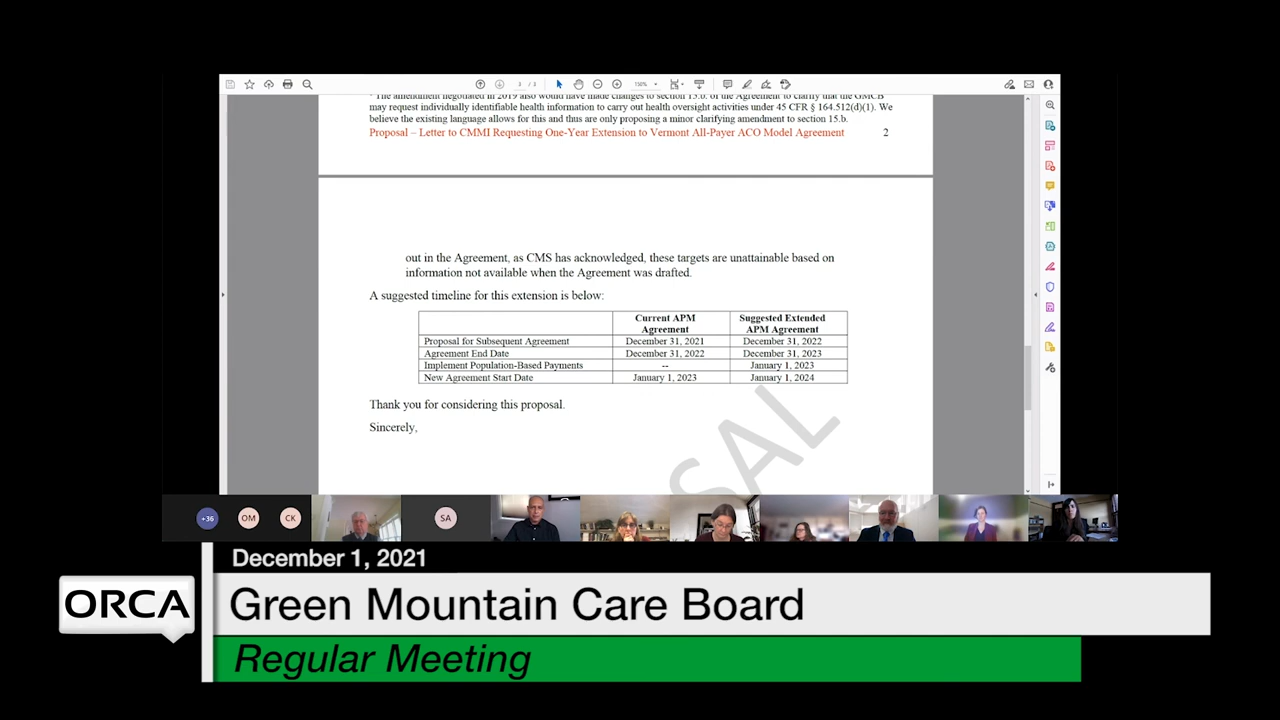 3 / 3
150%
* The amendment negotiated in 2019 also would have made changes to section 15.b. of the Agreement to clarify that the GMCB
may request individually identifiable health information to carry out health oversight activities under 45 CFR § 164.512(d)(1). We
believe the existing language allows for this and thus are only proposing a minor clarifying amendment to section 15.b.
Proposal – Letter to CMMI Requesting One-Year Extension to Vermont All-Payer ACO Model Agreement 2
out in the Agreement, as CMS has acknowledged, these targets are unattainable based on
information not available when the Agreement was drafted.
A suggested timeline for this extension is below:
Current APM Agreement Suggested Extended APM Agreement
Proposal for Subsequent Agreement December 31, 2021 December 31, 2022
Agreement End Date December 31, 2022 December 31, 2023
Implement Population-Based Payments -- January 1, 2023
New Agreement Start Date January 1, 2023 January 1, 2024
Thank you for considering this proposal.
Sincerely,
SAL
+36 OM CK SA
December 1, 2021
ORCA
Green Mountain Care Board
Regular Meeting